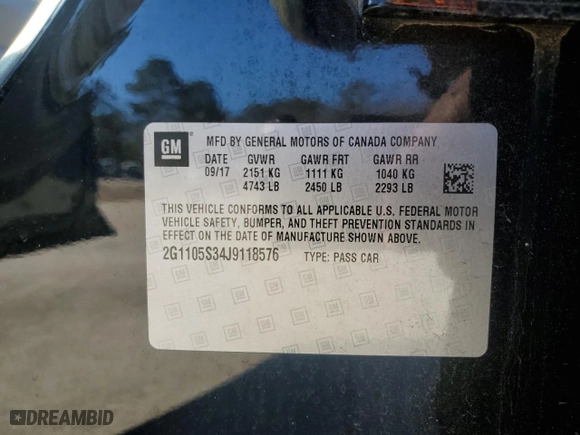 GM
MFD BY GENERAL MOTORS OF CANADA COMPANY
DATE GVWR GAWR FRT GAWR RR
09/17 2151 KG 1111 KG 1040 KG
4743 LB 2450 LB 2293 LB
THIS VEHICLE CONFORMS TO ALL APPLICABLE U.S. FEDERAL MOTOR
VEHICLE SAFETY, BUMPER, AND THEFT PREVENTION STANDARDS IN
EFFECT ON THE DATE OF MANUFACTURE SHOWN ABOVE.
2G1105S34J9118576 TYPE: PASS CAR
DREAMBID